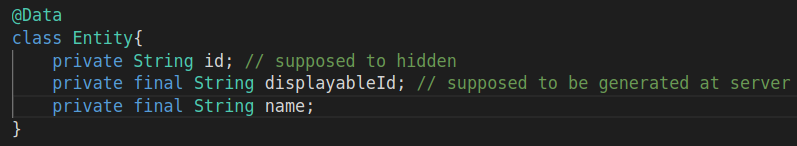 @Data
class Entity{
    private String id; // supposed to hidden
    private final String displayableId; // supposed to be generated at server
    private final String name;
}